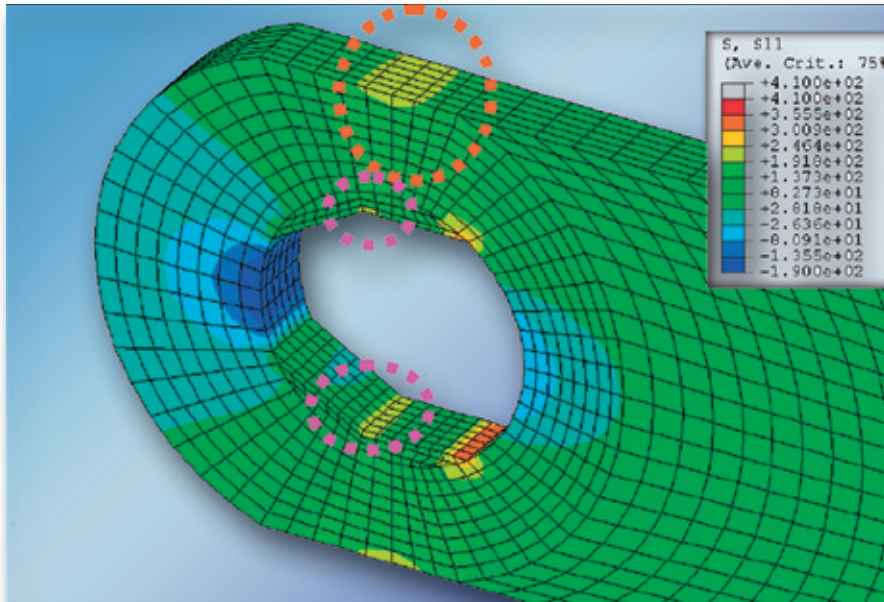 S, S11
(Ave. Crit.: 75%
+4.100e+02
+4.100e+02
+3.555e+02
+3.009e+02
+2.464e+02
+1.918e+02
+1.373e+02
+8.273e+01
+2.818e+01
-2.636e+01
-8.091e+01
-1.355e+02
-1.900e+02